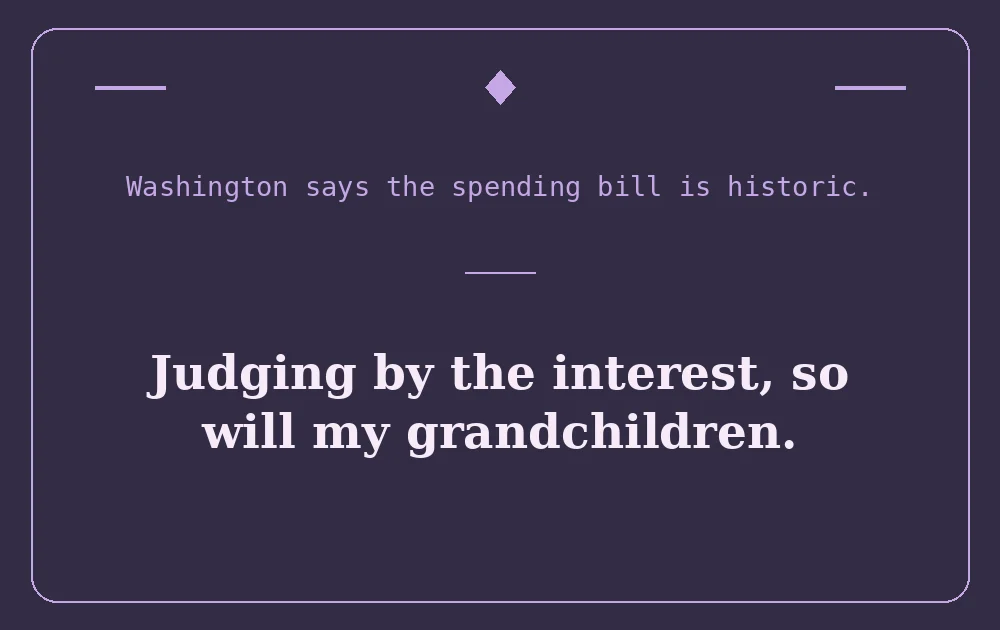 Washington says the spending bill is historic.
Judging by the interest, so
will my grandchildren.